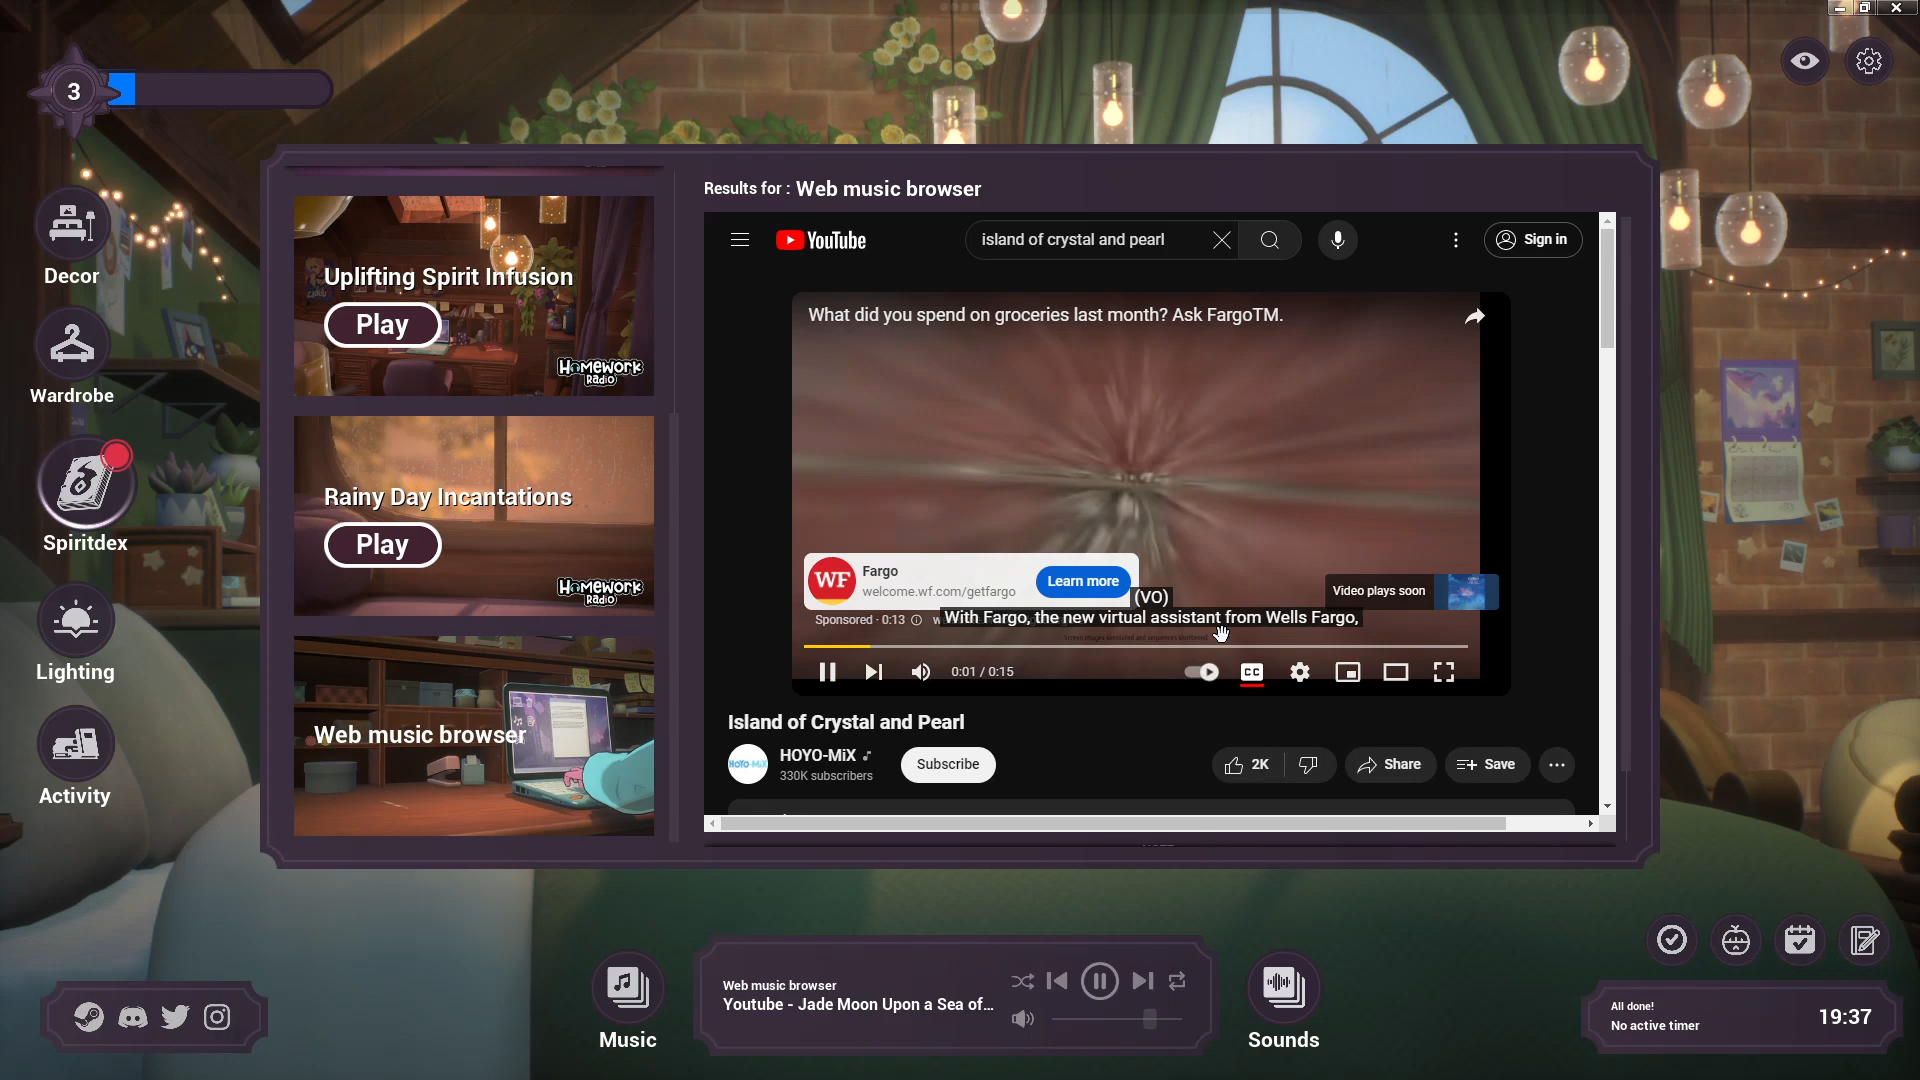 3
Decor
Wardrobe
Spiritdex
Lighting
Activity
Uplifting Spirit Infusion
Play
Homework Radio
Rainy Day Incantations
Play
Homework Radio
Web music browser
Results for : Web music browser
YouTube
island of crystal and pearl
Sign in
What did you spend on groceries last month? Ask FargoTM.
WF
Fargo
welcome.wf.com/getfargo
Learn more
Video plays soon
(VO)
Sponsored · 0:13
With Fargo, the new virtual assistant from Wells Fargo,
0:01 / 0:15
CC
Island of Crystal and Pearl
HOYO-MiX
HOYO-MiX
330K subscribers
Subscribe
2K
Share
Save
Music
Web music browser
Youtube - Jade Moon Upon a Sea of...
Sounds
All done!
No active timer
19:37